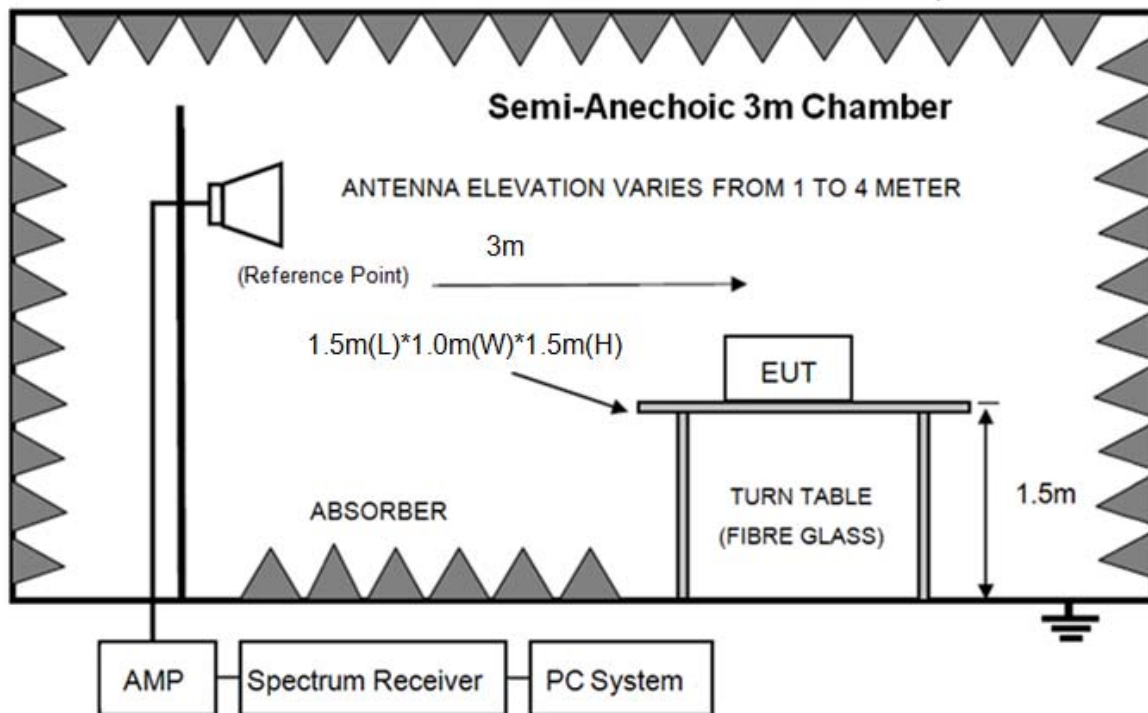 Semi-Anechoic 3m Chamber
ANTENNA ELEVATION VARIES FROM 1 TO 4 METER
3m
(Reference Point)
1.5m(L)*1.0m(W)*1.5m(H)
EUT
ABSORBER
TURN TABLE
(FIBRE GLASS)
1.5m
AMP
Spectrum Receiver
PC System